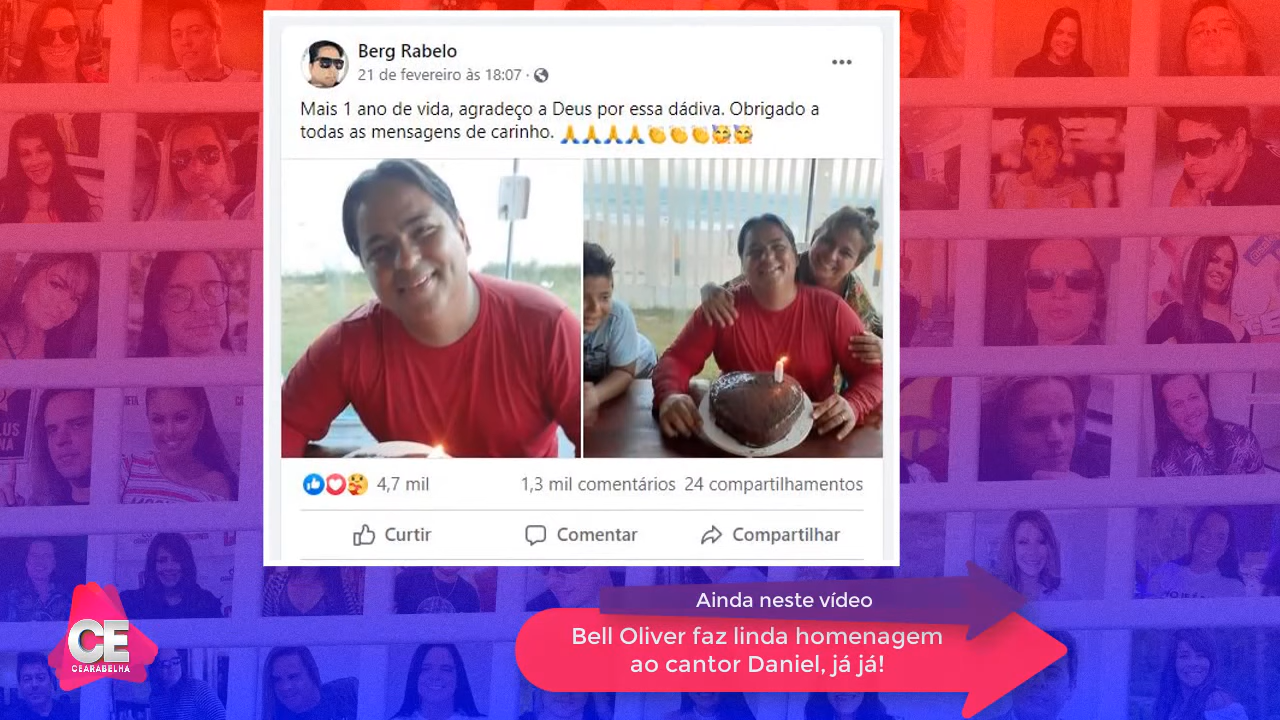 Berg Rabelo
21 de fevereiro às 18:07 ·
Mais 1 ano de vida, agradeço a Deus por essa dádiva. Obrigado a
todas as mensagens de carinho. 🙏🙏🙏🙏👏👏👏🥳🥳
4,7 mil
1,3 mil comentários 24 compartilhamentos
Curtir Comentar Compartilhar
Ainda neste vídeo
Bell Oliver faz linda homenagem
ao cantor Daniel, já já!
CE
CEARABELHA